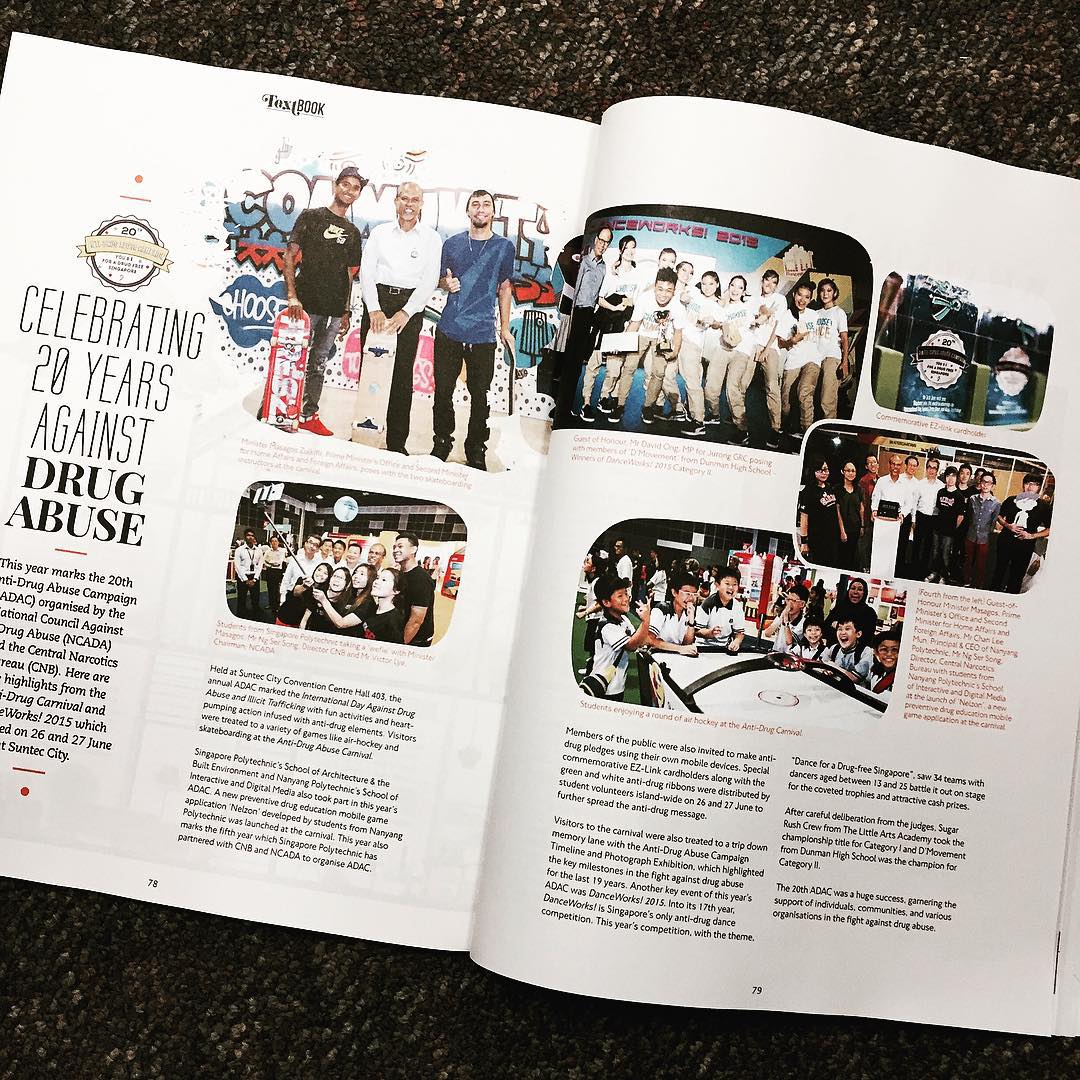 TextBOOK
20th
ANTI-DRUG ABUSE CAMPAIGN
FOR A DRUG FREE
SINGAPORE
CELEBRATING
20 YEARS
AGAINST
DRUG
ABUSE
This year marks the 20th
nti-Drug Abuse Campaign
ADAC) organised by the
ational Council Against
Drug Abuse (NCADA)
d the Central Narcotics
reau (CNB). Here are
highlights from the
i-Drug Carnival and
ceWorks! 2015 which
ed on 26 and 27 June
t Suntec City.
COMMUNITY
CHOOSE
Minister Masagos Zulkifli, Prime Minister's Office and Second Minister
for Home Affairs and Foreign Affairs, poses with the two skateboarding
instructors at the carnival.
Students from Singapore Polytechnic taking a 'wefie' with Minister
Masagos, Mr Ng Ser Song, Director CNB and Mr Victor Lye,
Chairman, NCADA
Held at Suntec City Convention Centre Hall 403, the
annual ADAC marked the International Day Against Drug
Abuse and Illicit Trafficking with fun activities and heart-
pumping action infused with anti-drug elements. Visitors
were treated to a variety of games like air-hockey and
skateboarding at the Anti-Drug Abuse Carnival.
Singapore Polytechnic's School of Architecture & the
Built Environment and Nanyang Polytechnic's School of
Interactive and Digital Media also took part in this year's
ADAC. A new preventive drug education mobile game
application 'Nelzon' developed by students from Nanyang
Polytechnic was launched at the carnival. This year also
marks the fifth year which Singapore Polytechnic has
partnered with CNB and NCADA to organise ADAC.
78
DANCEWORKS! 2015
Guest of Honour, Mr David Ong, MP for Jurong GRC posing
with members of 'D Movement' from Dunman High School –
Winners of DanceWorks! 2015 Category II.
20th
Commemorative EZ-link cardholders
SKATEBOARDING
(Fourth from the left) Guest-of-
Honour Minister Masagos, Prime
Minister's Office and Second
Minister for Home Affairs and
Foreign Affairs, Mr Chan Lee
Mun, Principal & CEO of Nanyang
Polytechnic, Mr Ng Ser Song,
Director, Central Narcotics
Bureau with students from
Nanyang Polytechnic's School
of Interactive and Digital Media
at the launch of 'Nelzon', a new
preventive drug education mobile
game application at the carnival.
Students enjoying a round of air hockey at the Anti-Drug Carnival
Members of the public were also invited to make anti-
drug pledges using their own mobile devices. Special
commemorative EZ-Link cardholders along with the
green and white anti-drug ribbons were distributed by
student volunteers island-wide on 26 and 27 June to
further spread the anti-drug message.
Visitors to the carnival were also treated to a trip down
memory lane with the Anti-Drug Abuse Campaign
Timeline and Photograph Exhibition, which highlighted
the key milestones in the fight against drug abuse
for the last 19 years. Another key event of this year's
ADAC was DanceWorks! 2015. Into its 17th year,
DanceWorks! is Singapore's only anti-drug dance
competition. This year's competition, with the theme,
"Dance for a Drug-free Singapore", saw 34 teams with
dancers aged between 13 and 25 battle it out on stage
for the coveted trophies and attractive cash prizes.
After careful deliberation from the judges, Sugar
Rush Crew from The Little Arts Academy took the
championship title for Category I and D'Movement
from Dunman High School was the champion for
Category II.
The 20th ADAC was a huge success, garnering the
support of individuals, communities, and various
organisations in the fight against drug abuse.
79